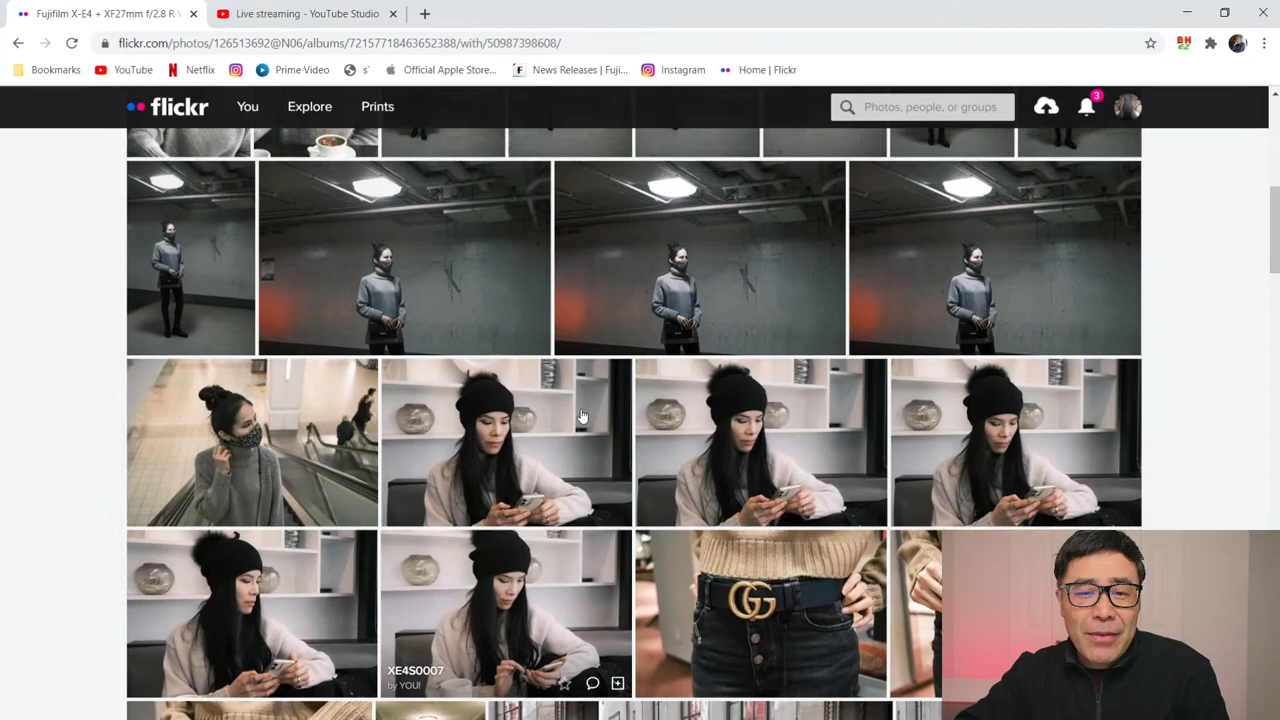 Fujifilm X-E4 + XF27mm f/2.8 R W
Live streaming - YouTube Studio
flickr.com/photos/126513692@N06/albums/72157718463652388/with/50987398608/
Bookmarks YouTube Netflix Prime Video s' Official Apple Store... News Releases | Fuji... Instagram Home | Flickr
flickr You Explore Prints Photos, people, or groups 3
XE4S0007
by YOU!